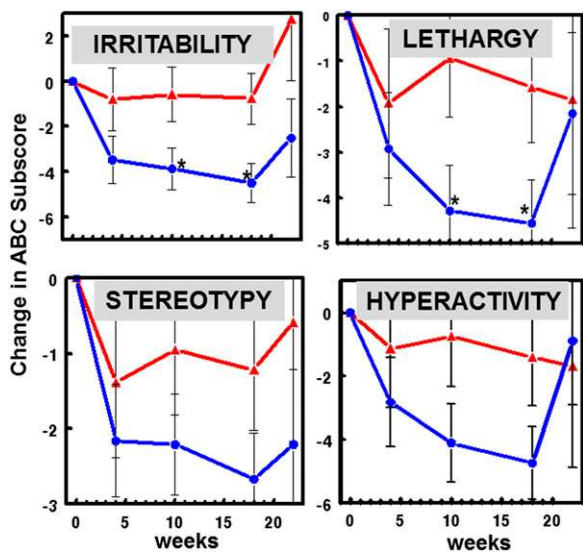 Change in ABC Subscore
IRRITABILITY
2
0
-2
-4
-6
*
*
LETHARGY
0
-1
-2
-3
-4
-5
*
*
STEREOTYPY
0
-1
-2
-3
0 5 10 15 20
weeks
HYPERACTIVITY
0
-2
-4
-6
0 5 10 15 20
weeks